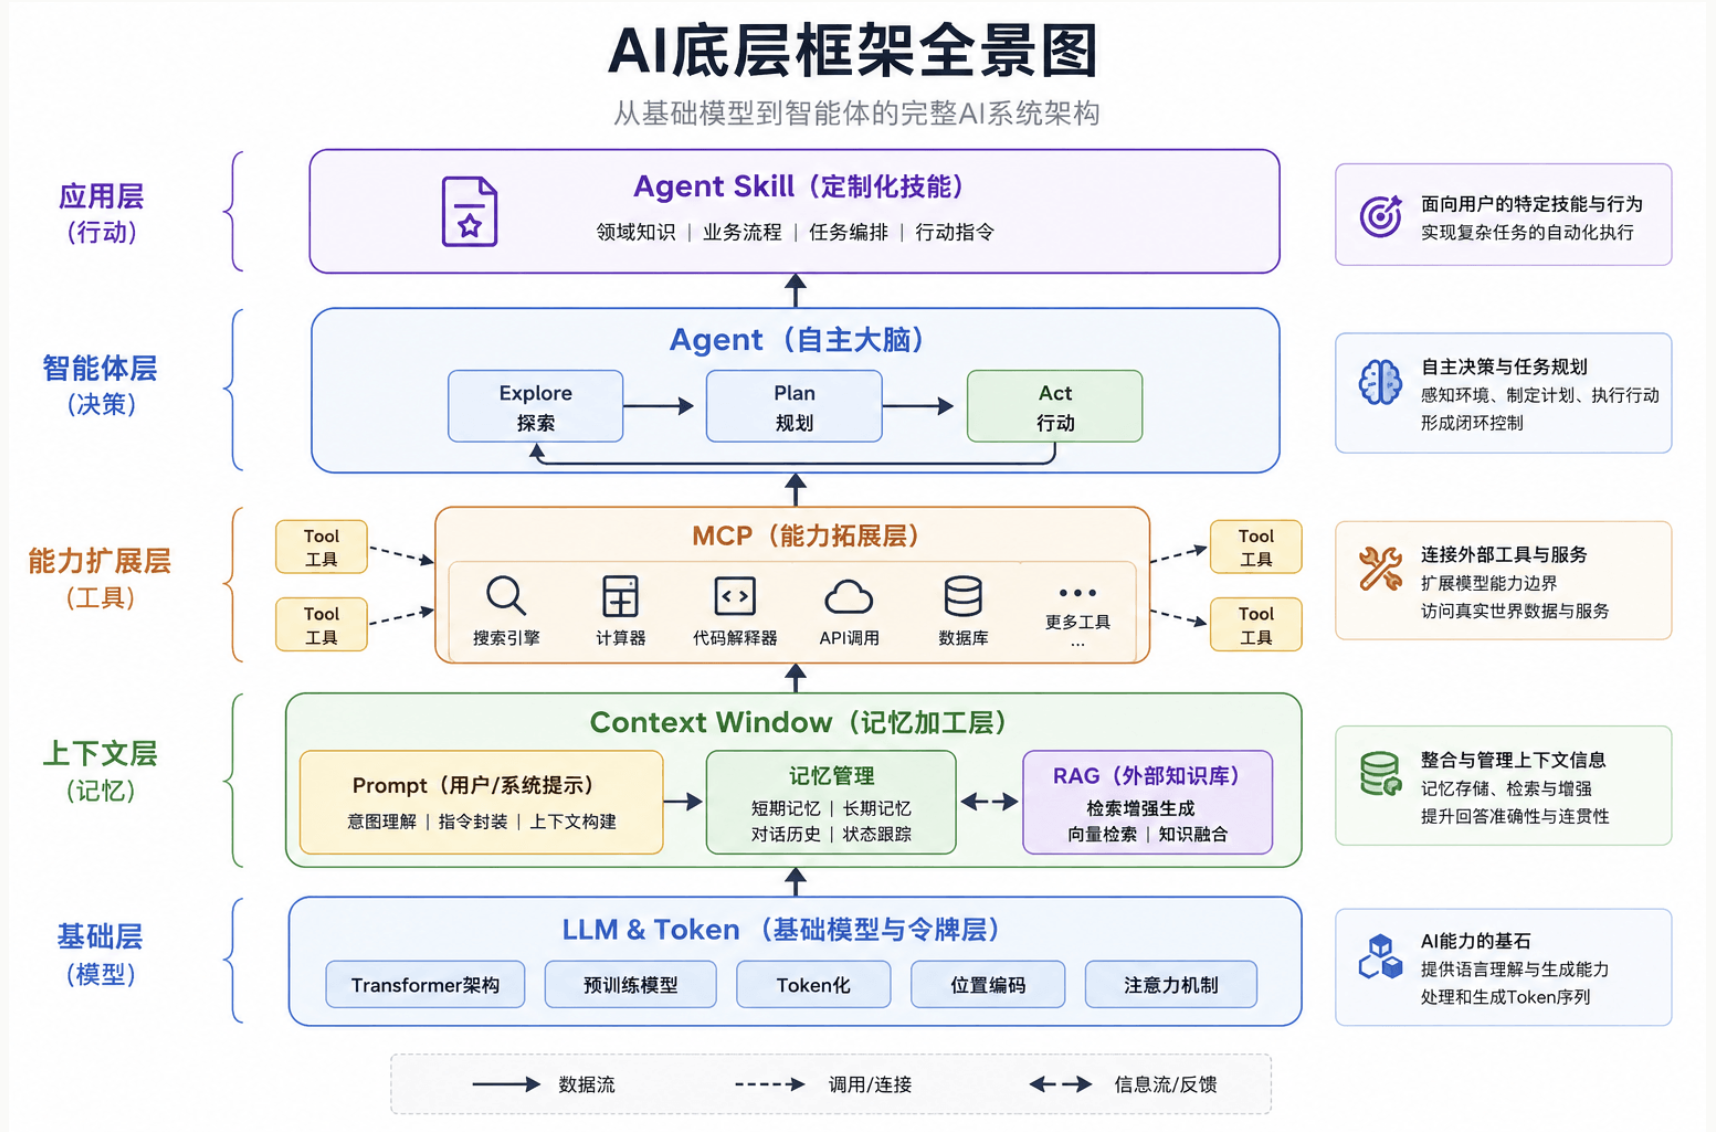 AI底层框架全景图
从基础模型到智能体的完整AI系统架构
应用层
(行动)
Agent Skill（定制化技能）
领域知识 | 业务流程 | 任务编排 | 行动指令
面向用户的特定技能与行为
实现复杂任务的自动化执行
智能体层
(决策)
Agent（自主大脑）
Explore
探索
Plan
规划
Act
行动
自主决策与任务规划
感知环境、制定计划、执行行动
形成闭环控制
能力扩展层
(工具)
Tool
工具
Tool
工具
MCP（能力拓展层）
搜索引擎
计算器
代码解释器
API调用
数据库
更多工具
...
Tool
工具
Tool
工具
连接外部工具与服务
扩展模型能力边界
访问真实世界数据与服务
上下文层
(记忆)
Context Window（记忆加工层）
Prompt（用户/系统提示）
意图理解 | 指令封装 | 上下文构建
记忆管理
短期记忆 | 长期记忆
对话历史 | 状态跟踪
RAG（外部知识库）
检索增强生成
向量检索 | 知识融合
整合与管理上下文信息
记忆存储、检索与增强
提升回答准确性与连贯性
基础层
(模型)
LLM & Token （基础模型与令牌层）
Transformer架构
预训练模型
Token化
位置编码
注意力机制
AI能力的基石
提供语言理解与生成能力
处理和生成Token序列
数据流
调用/连接
信息流/反馈